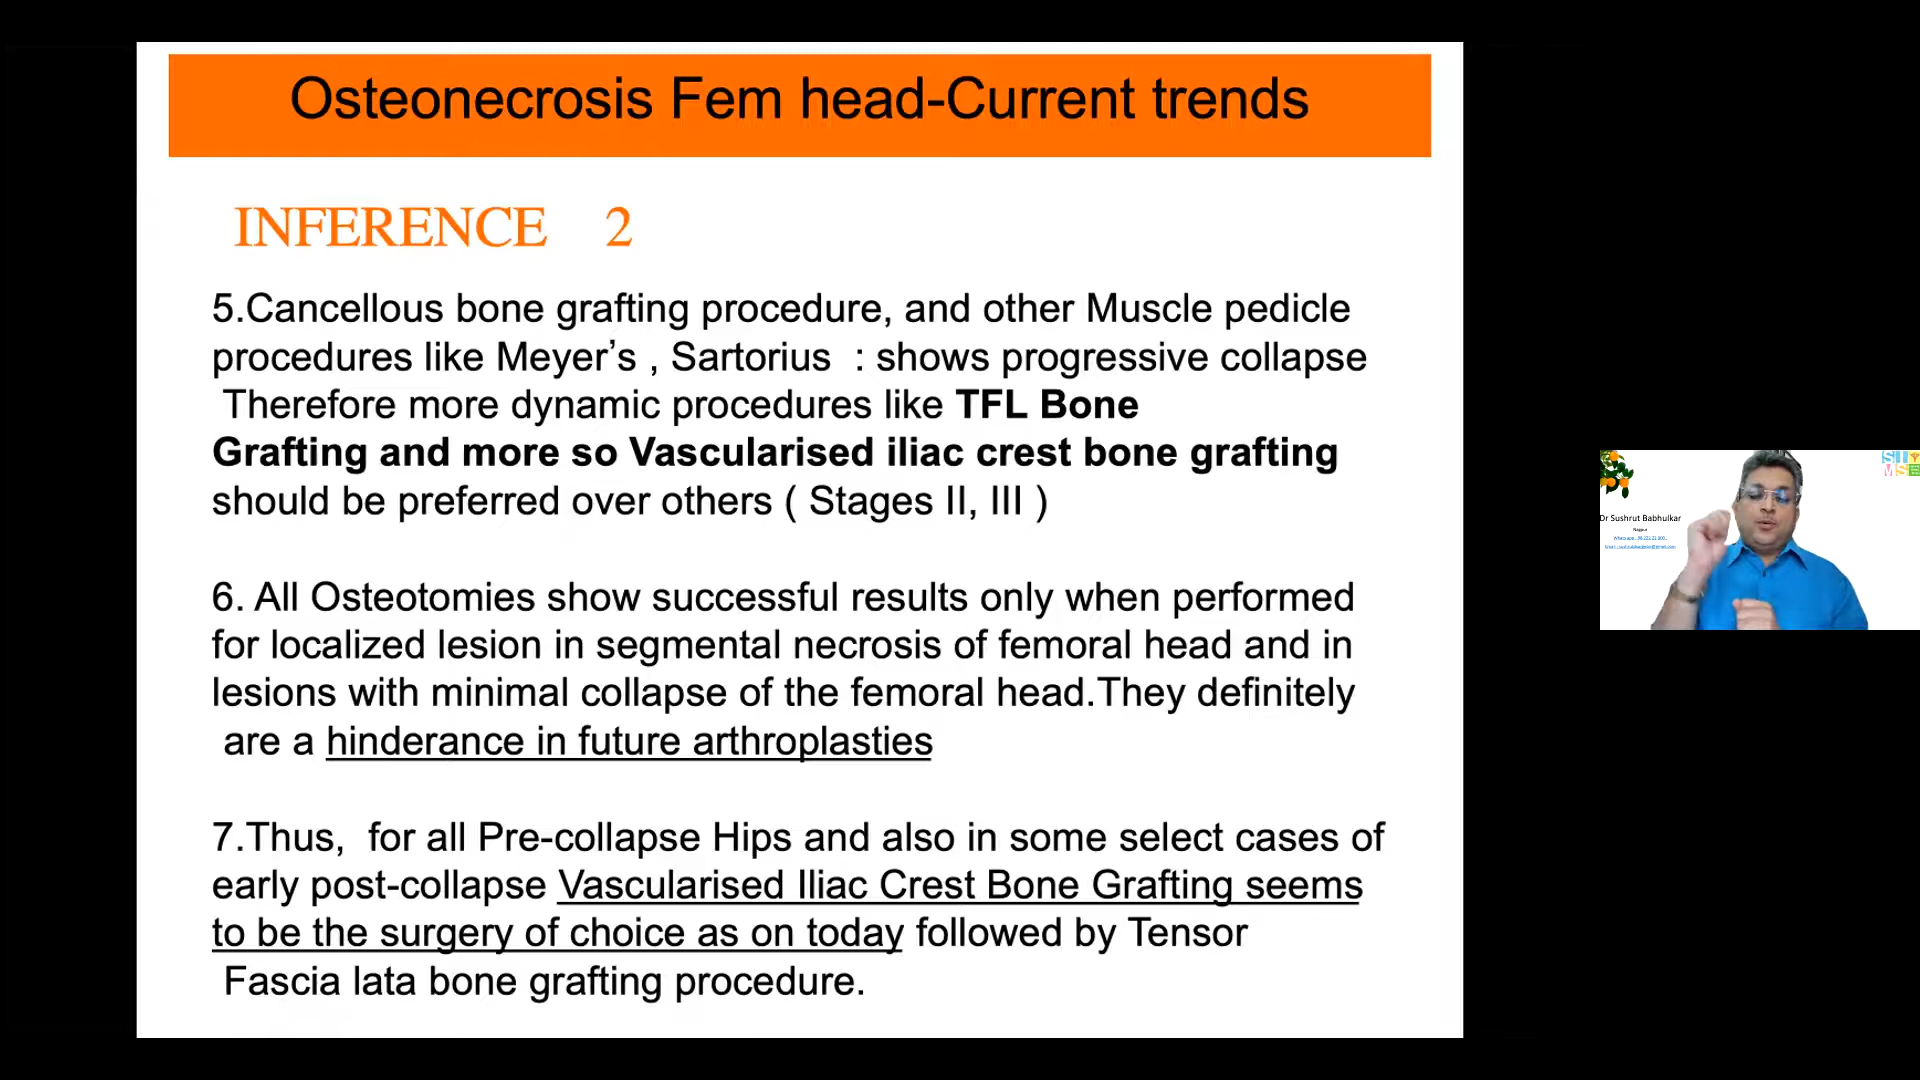 Osteonecrosis Fem head-Current trends
INFERENCE 2
5.Cancellous bone grafting procedure, and other Muscle pedicle
procedures like Meyer’s , Sartorius : shows progressive collapse
Therefore more dynamic procedures like TFL Bone
Grafting and more so Vascularised iliac crest bone grafting
should be preferred over others ( Stages II, III )
6. All Osteotomies show successful results only when performed
for localized lesion in segmental necrosis of femoral head and in
lesions with minimal collapse of the femoral head.They definitely
are a hinderance in future arthroplasties
7.Thus, for all Pre-collapse Hips and also in some select cases of
early post-collapse Vascularised Iliac Crest Bone Grafting seems
to be the surgery of choice as on today followed by Tensor
Fascia lata bone grafting procedure.
Dr Sushrut Babhulkar
Nagpur